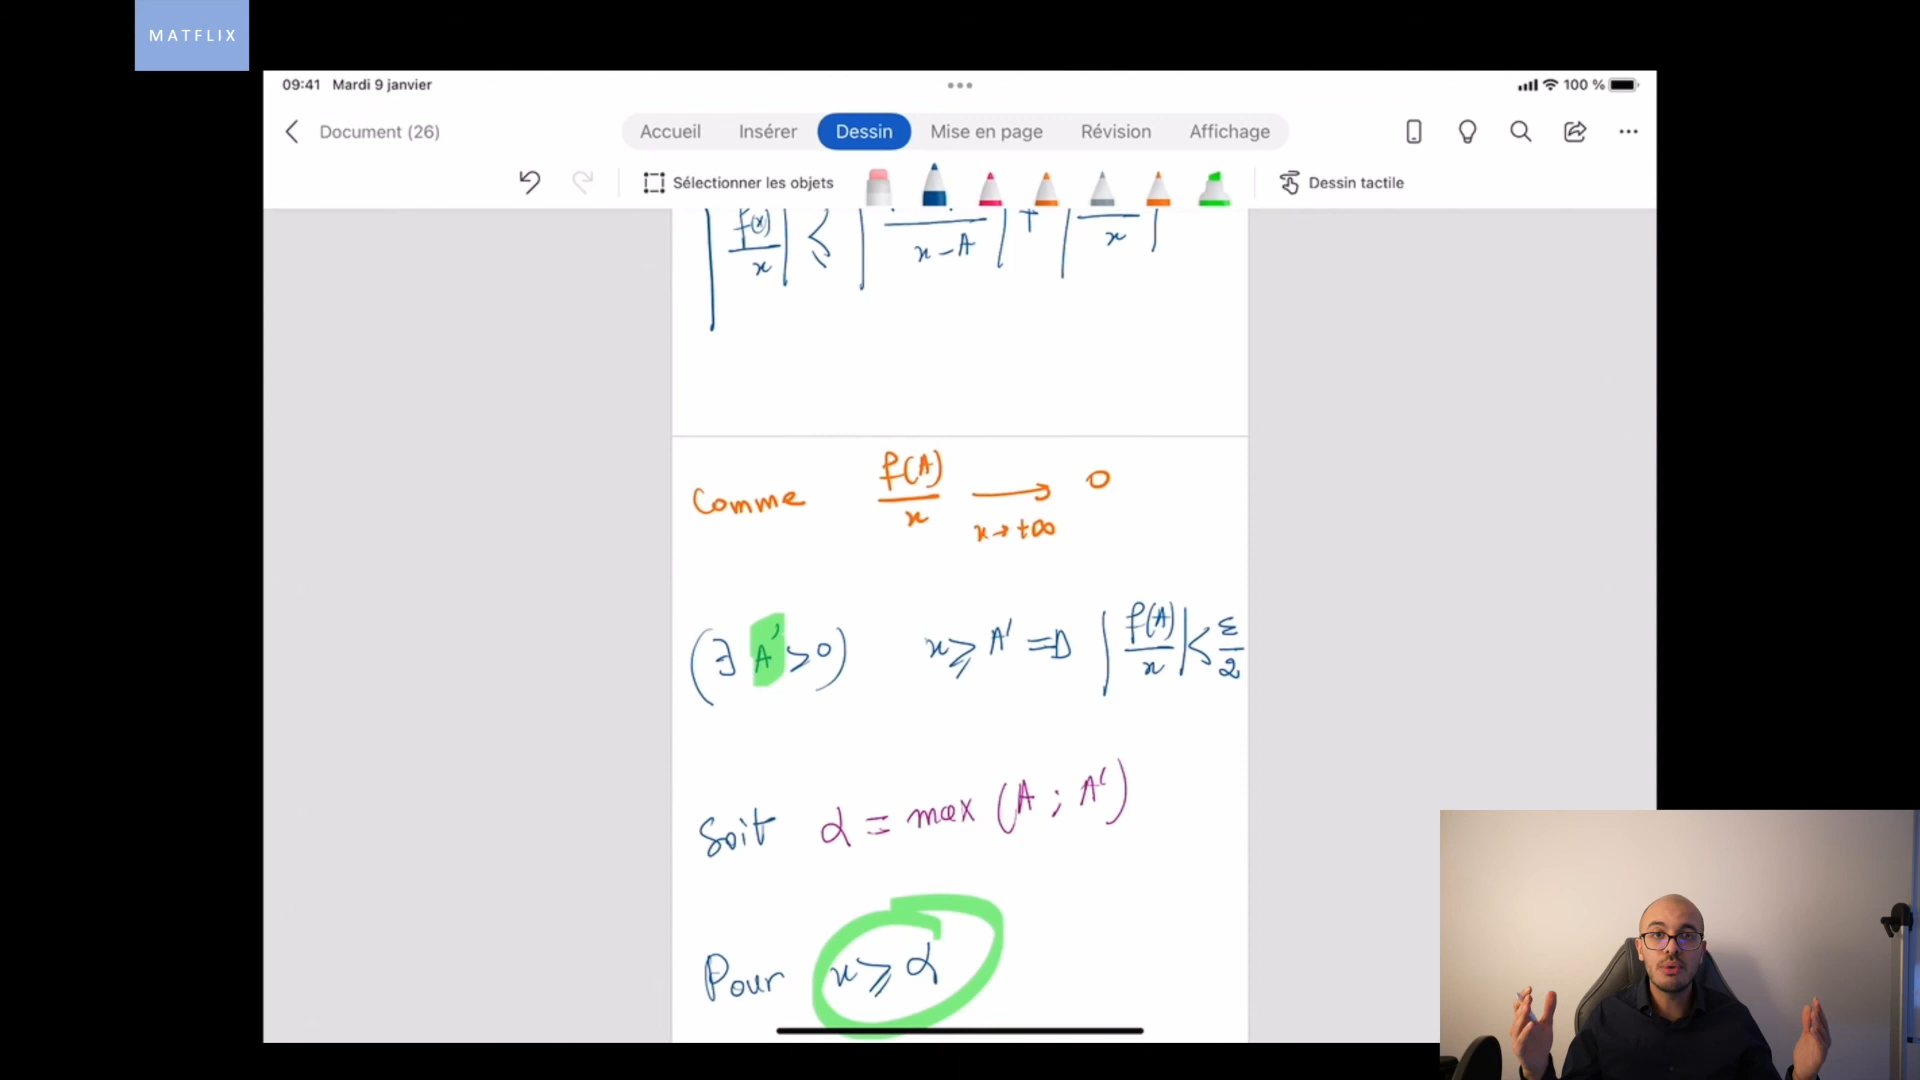 MATFLIX
09:41 Mardi 9 janvier
100 %
Document (26)
Accueil Insérer Dessin Mise en page Révision Affichage
Sélectionner les objets
Dessin tactile
|f(x)/x| ≤ | /(x-A)| + | /x|
Comme f(A)/x → 0
x→+∞
(∃ A' > 0) x ≥ A' ⇒ |f(A)/x| ≤ ε/2
Soit α = max (A ; A')
Pour x ≥ α